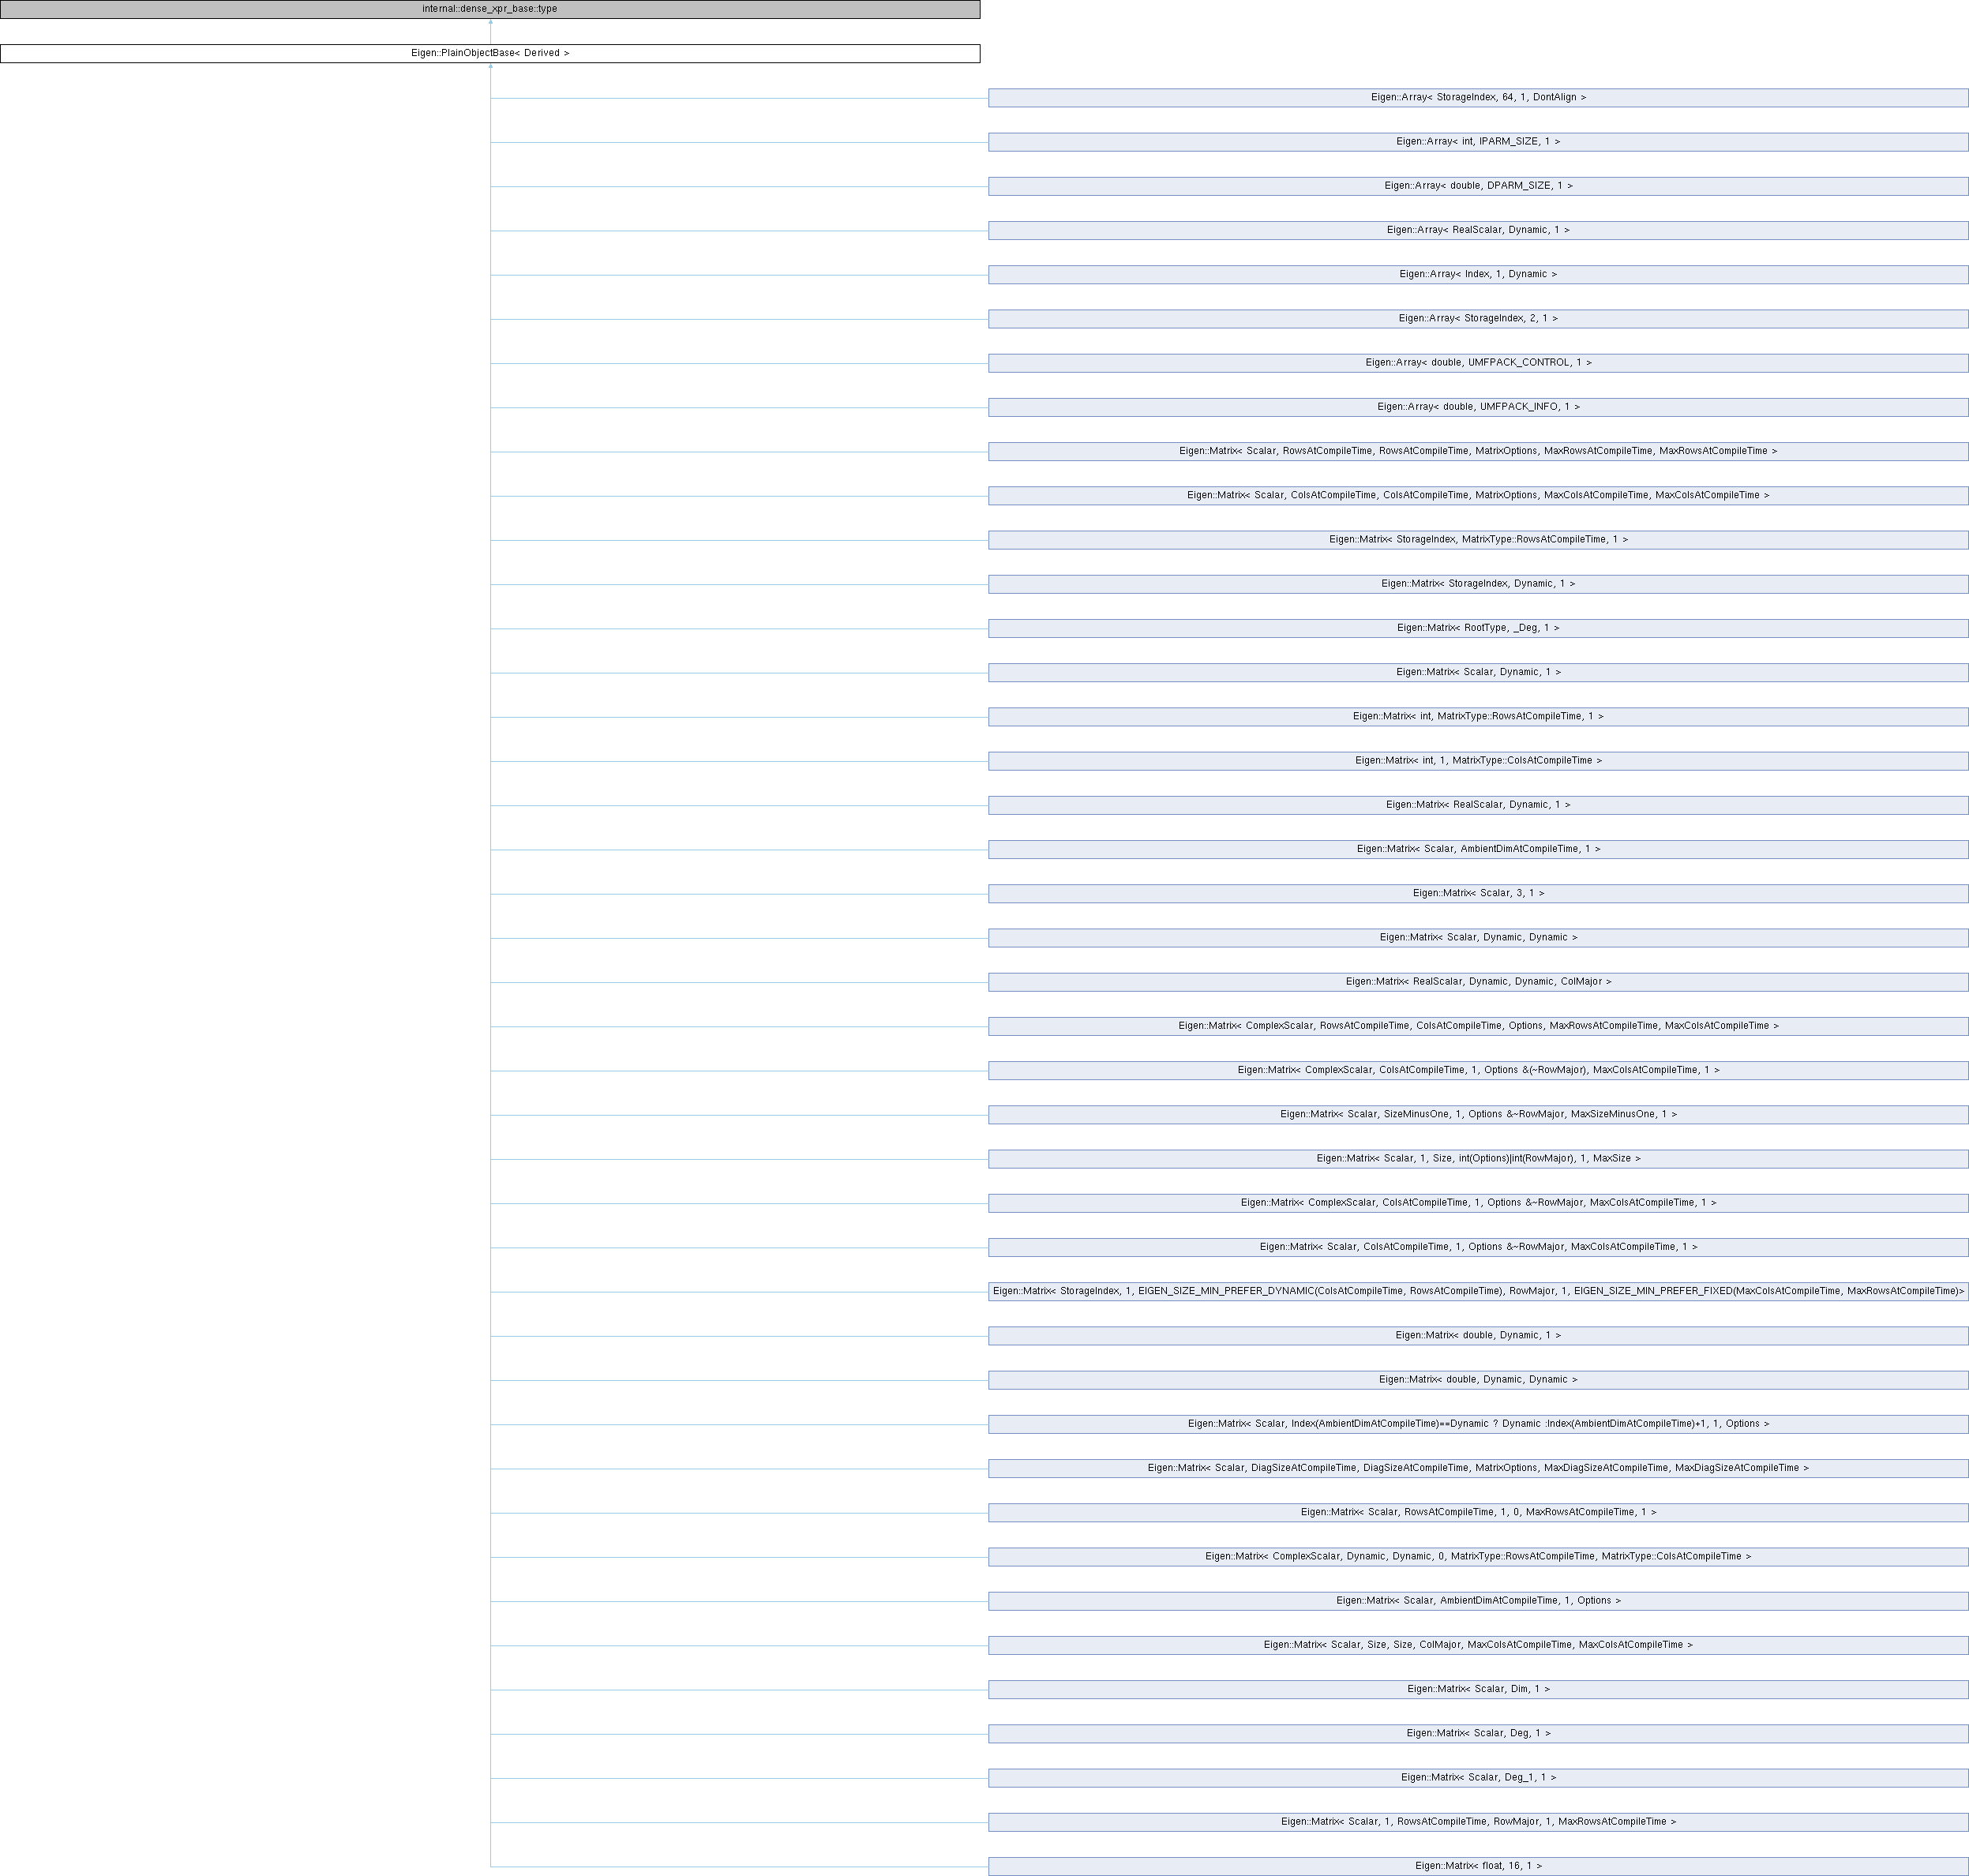 internal::dense_xpr_base::type
Eigen::PlainObjectBase< Derived >
Eigen::Array< StorageIndex, 64, 1, DontAlign >
Eigen::Array< int, IPARM_SIZE, 1 >
Eigen::Array< double, DPARM_SIZE, 1 >
Eigen::Array< RealScalar, Dynamic, 1 >
Eigen::Array< Index, 1, Dynamic >
Eigen::Array< StorageIndex, 2, 1 >
Eigen::Array< double, UMFPACK_CONTROL, 1 >
Eigen::Array< double, UMFPACK_INFO, 1 >
Eigen::Matrix< Scalar, RowsAtCompileTime, RowsAtCompileTime, MatrixOptions, MaxRowsAtCompileTime, MaxRowsAtCompileTime >
Eigen::Matrix< Scalar, ColsAtCompileTime, ColsAtCompileTime, MatrixOptions, MaxColsAtCompileTime, MaxColsAtCompileTime >
Eigen::Matrix< StorageIndex, MatrixType::RowsAtCompileTime, 1 >
Eigen::Matrix< StorageIndex, Dynamic, 1 >
Eigen::Matrix< RootType, _Deg, 1 >
Eigen::Matrix< Scalar, Dynamic, 1 >
Eigen::Matrix< int, MatrixType::RowsAtCompileTime, 1 >
Eigen::Matrix< int, 1, MatrixType::ColsAtCompileTime >
Eigen::Matrix< RealScalar, Dynamic, 1 >
Eigen::Matrix< Scalar, AmbientDimAtCompileTime, 1 >
Eigen::Matrix< Scalar, 3, 1 >
Eigen::Matrix< Scalar, Dynamic, Dynamic >
Eigen::Matrix< RealScalar, Dynamic, Dynamic, ColMajor >
Eigen::Matrix< ComplexScalar, RowsAtCompileTime, ColsAtCompileTime, Options, MaxRowsAtCompileTime, MaxColsAtCompileTime >
Eigen::Matrix< ComplexScalar, ColsAtCompileTime, 1, Options &(~RowMajor), MaxColsAtCompileTime, 1 >
Eigen::Matrix< Scalar, SizeMinusOne, 1, Options &~RowMajor, MaxSizeMinusOne, 1 >
Eigen::Matrix< Scalar, 1, Size, int(Options)|int(RowMajor), 1, MaxSize >
Eigen::Matrix< ComplexScalar, ColsAtCompileTime, 1, Options &~RowMajor, MaxColsAtCompileTime, 1 >
Eigen::Matrix< Scalar, ColsAtCompileTime, 1, Options &~RowMajor, MaxColsAtCompileTime, 1 >
Eigen::Matrix< StorageIndex, 1, EIGEN_SIZE_MIN_PREFER_DYNAMIC(ColsAtCompileTime, RowsAtCompileTime), RowMajor, 1, EIGEN_SIZE_MIN_PREFER_FIXED(MaxColsAtCompileTime, MaxRowsAtCompileTime)>
Eigen::Matrix< double, Dynamic, 1 >
Eigen::Matrix< double, Dynamic, Dynamic >
Eigen::Matrix< Scalar, Index(AmbientDimAtCompileTime)==Dynamic ? Dynamic :Index(AmbientDimAtCompileTime)+1, 1, Options >
Eigen::Matrix< Scalar, DiagSizeAtCompileTime, DiagSizeAtCompileTime, MatrixOptions, MaxDiagSizeAtCompileTime, MaxDiagSizeAtCompileTime >
Eigen::Matrix< Scalar, RowsAtCompileTime, 1, 0, MaxRowsAtCompileTime, 1 >
Eigen::Matrix< ComplexScalar, Dynamic, Dynamic, 0, MatrixType::RowsAtCompileTime, MatrixType::ColsAtCompileTime >
Eigen::Matrix< Scalar, AmbientDimAtCompileTime, 1, Options >
Eigen::Matrix< Scalar, Size, Size, ColMajor, MaxColsAtCompileTime, MaxColsAtCompileTime >
Eigen::Matrix< Scalar, Dim, 1 >
Eigen::Matrix< Scalar, Deg, 1 >
Eigen::Matrix< Scalar, Deg_1, 1 >
Eigen::Matrix< Scalar, 1, RowsAtCompileTime, RowMajor, 1, MaxRowsAtCompileTime >
Eigen::Matrix< float, 16, 1 >